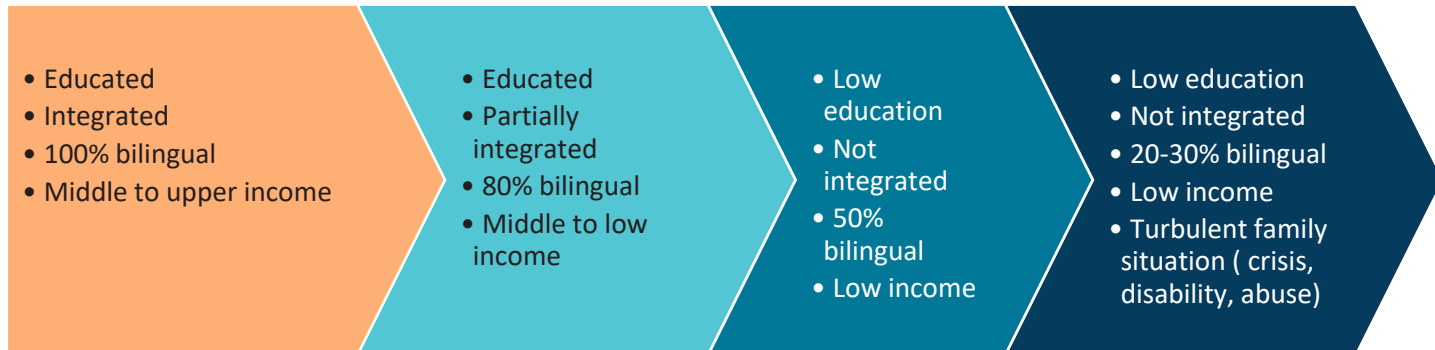 • Educated
• Integrated
• 100% bilingual
• Middle to upper income
• Educated
• Partially
integrated
• 80% bilingual
• Middle to low
income
• Low
education
• Not
integrated
• 50%
bilingual
• Low income
• Low education
• Not integrated
• 20-30% bilingual
• Low income
• Turbulent family
situation ( crisis,
disability, abuse)